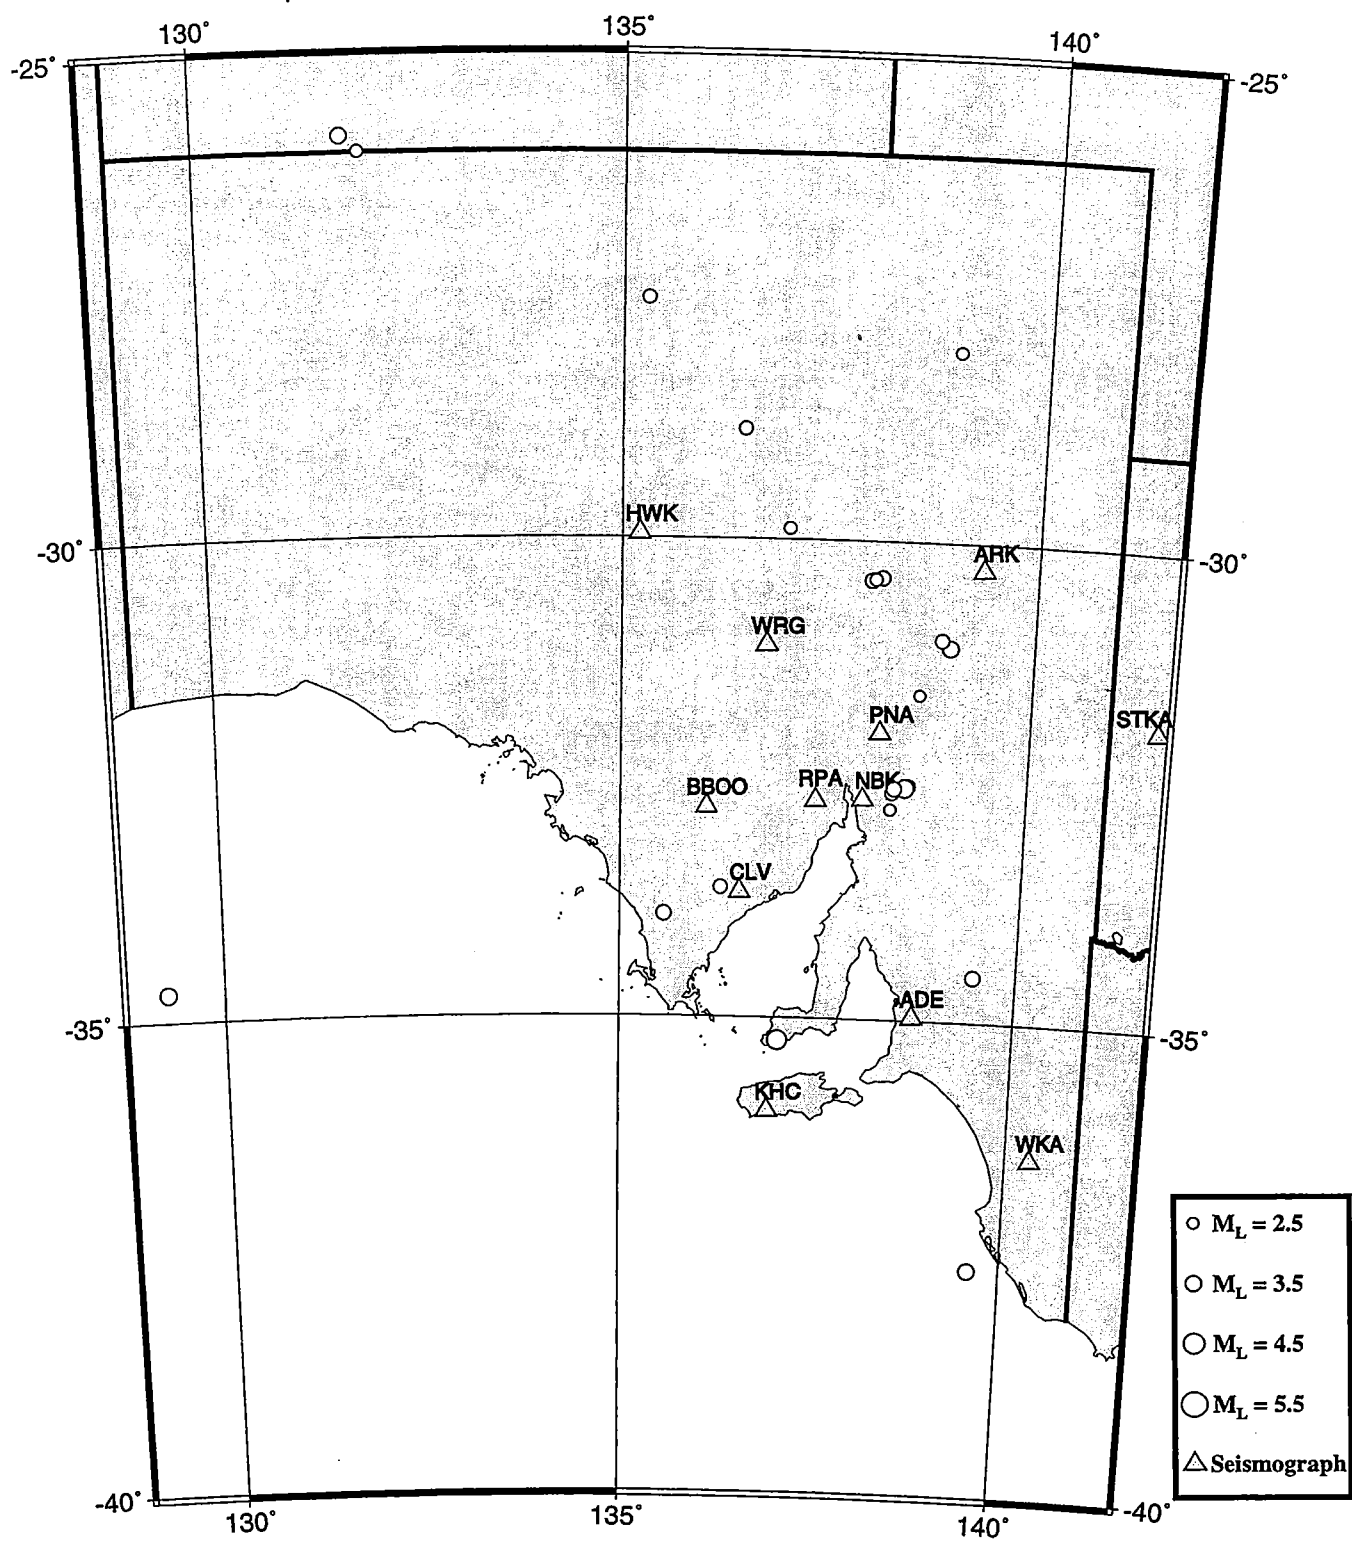 130° 135° 140°
-25° -25°
HWK
-30° ARK -30°
WRG
PNA STKA
BBOO RPA NBK
CLV
-35° ADE -35°
KHC
WKA
M_L = 2.5
M_L = 3.5
M_L = 4.5
M_L = 5.5
Seismograph
-40° -40°
130° 135° 140°